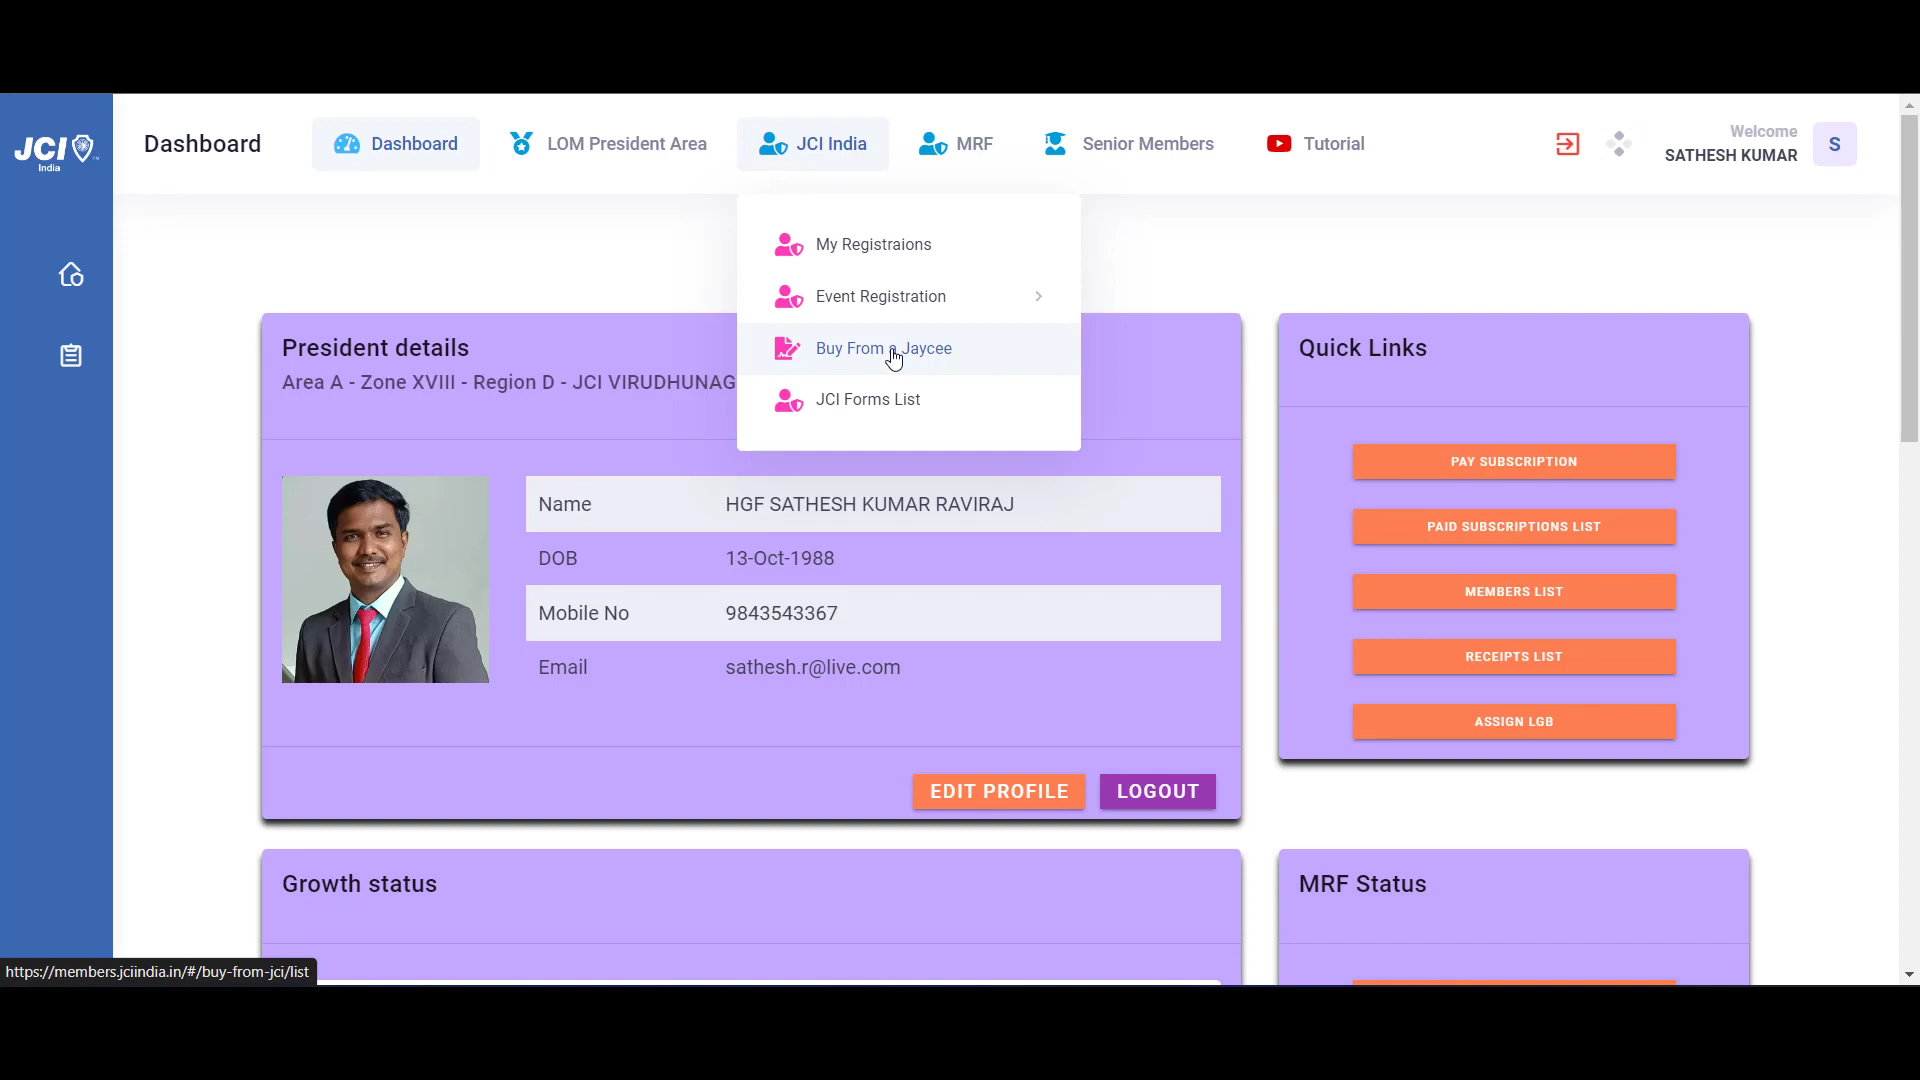 JCI
India
Dashboard
Dashboard
LOM President Area
JCI India
MRF
Senior Members
Tutorial
Welcome
SATHESH KUMAR
S
My Registraions
Event Registration
Buy From a Jaycee
JCI Forms List
President details
Area A - Zone XVIII - Region D - JCI VIRUDHUNAG
Name HGF SATHESH KUMAR RAVIRAJ
DOB 13-Oct-1988
Mobile No 9843543367
Email sathesh.r@live.com
EDIT PROFILE
LOGOUT
Quick Links
PAY SUBSCRIPTION
PAID SUBSCRIPTIONS LIST
MEMBERS LIST
RECEIPTS LIST
ASSIGN LGB
Growth status
MRF Status
https://members.jciindia.in/#/buy-from-jci/list